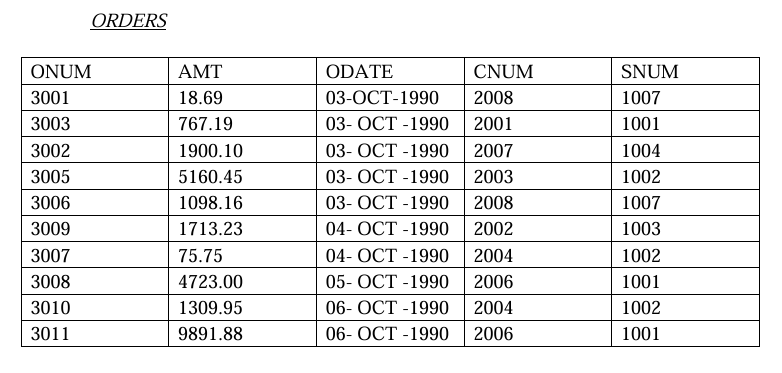 ORDERS
ONUM AMT ODATE CNUM SNUM
3001 18.69 03-OCT-1990 2008 1007
3003 767.19 03- OCT -1990 2001 1001
3002 1900.10 03- OCT -1990 2007 1004
3005 5160.45 03- OCT -1990 2003 1002
3006 1098.16 03- OCT -1990 2008 1007
3009 1713.23 04- OCT -1990 2002 1003
3007 75.75 04- OCT -1990 2004 1002
3008 4723.00 05- OCT -1990 2006 1001
3010 1309.95 06- OCT -1990 2004 1002
3011 9891.88 06- OCT -1990 2006 1001